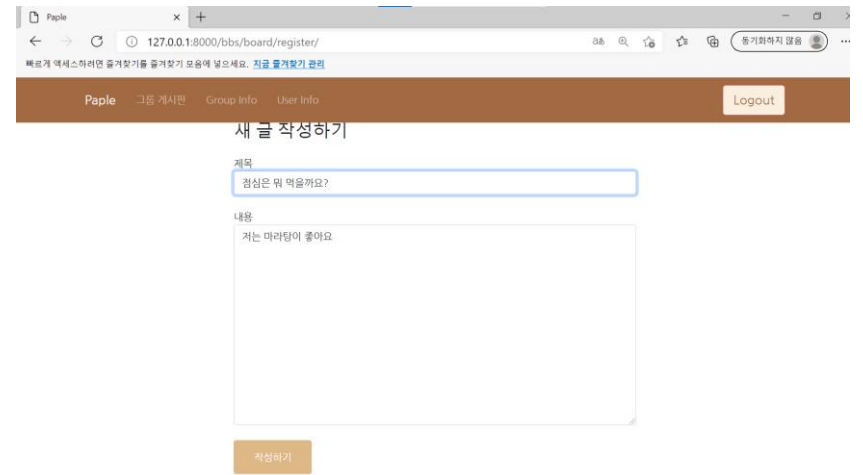 Paple
127.0.0.1:8000/bbs/board/register/
동기화하지 않음
빠르게 액세스하려면 즐겨찾기를 즐겨찾기 모음에 넣으세요. 지금 즐겨찾기 관리
Paple 그룹 게시판 Group Info User Info Logout
새 글 작성하기
제목
점심은 뭐 먹을까요?
내용
저는 마라탕이 좋아요
작성하기